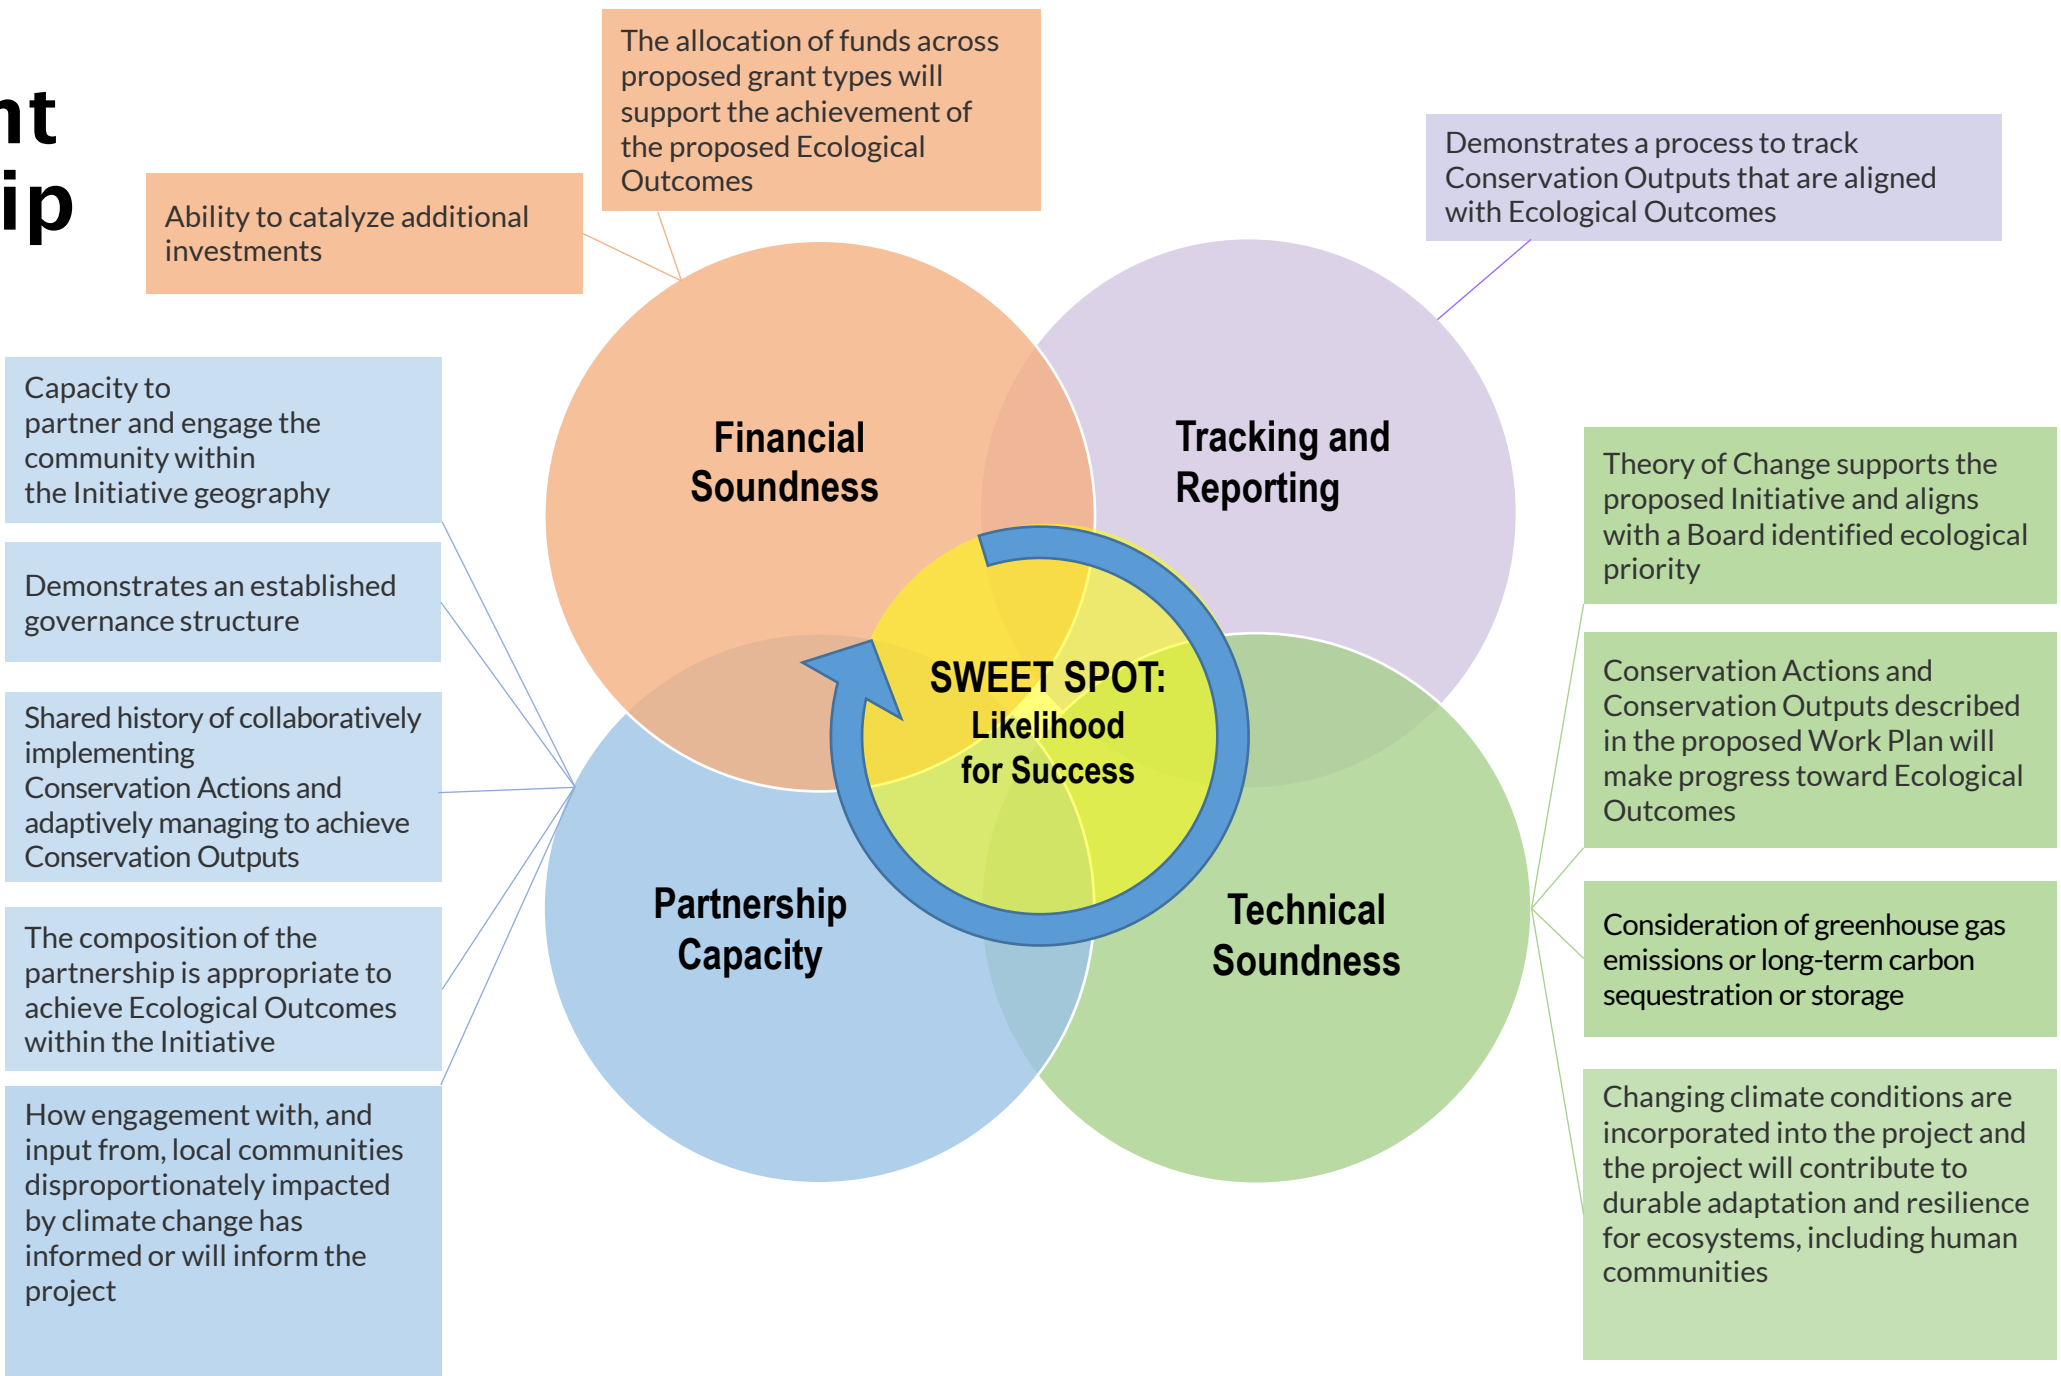 nt
ip
The allocation of funds across
proposed grant types will
support the achievement of
the proposed Ecological
Outcomes
Ability to catalyze additional
investments
Demonstrates a process to track
Conservation Outputs that are aligned
with Ecological Outcomes
Capacity to
partner and engage the
community within
the Initiative geography
Demonstrates an established
governance structure
Shared history of collaboratively
implementing
Conservation Actions and
adaptively managing to achieve
Conservation Outputs
The composition of the
partnership is appropriate to
achieve Ecological Outcomes
within the Initiative
How engagement with, and
input from, local communities
disproportionately impacted
by climate change has
informed or will inform the
project
Financial
Soundness
Tracking and
Reporting
SWEET SPOT:
Likelihood
for Success
Partnership
Capacity
Technical
Soundness
Theory of Change supports the
proposed Initiative and aligns
with a Board identified ecological
priority
Conservation Actions and
Conservation Outputs described
in the proposed Work Plan will
make progress toward Ecological
Outcomes
Consideration of greenhouse gas
emissions or long-term carbon
sequestration or storage
Changing climate conditions are
incorporated into the project and
the project will contribute to
durable adaptation and resilience
for ecosystems, including human
communities